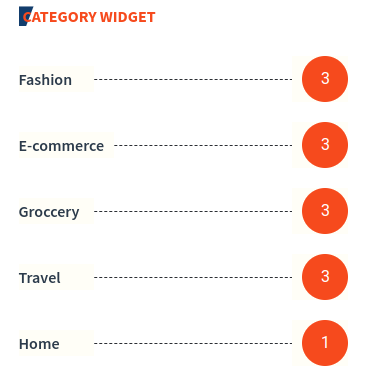 CATEGORY WIDGET
Fashion 3
E-commerce 3
Groccery 3
Travel 3
Home 1